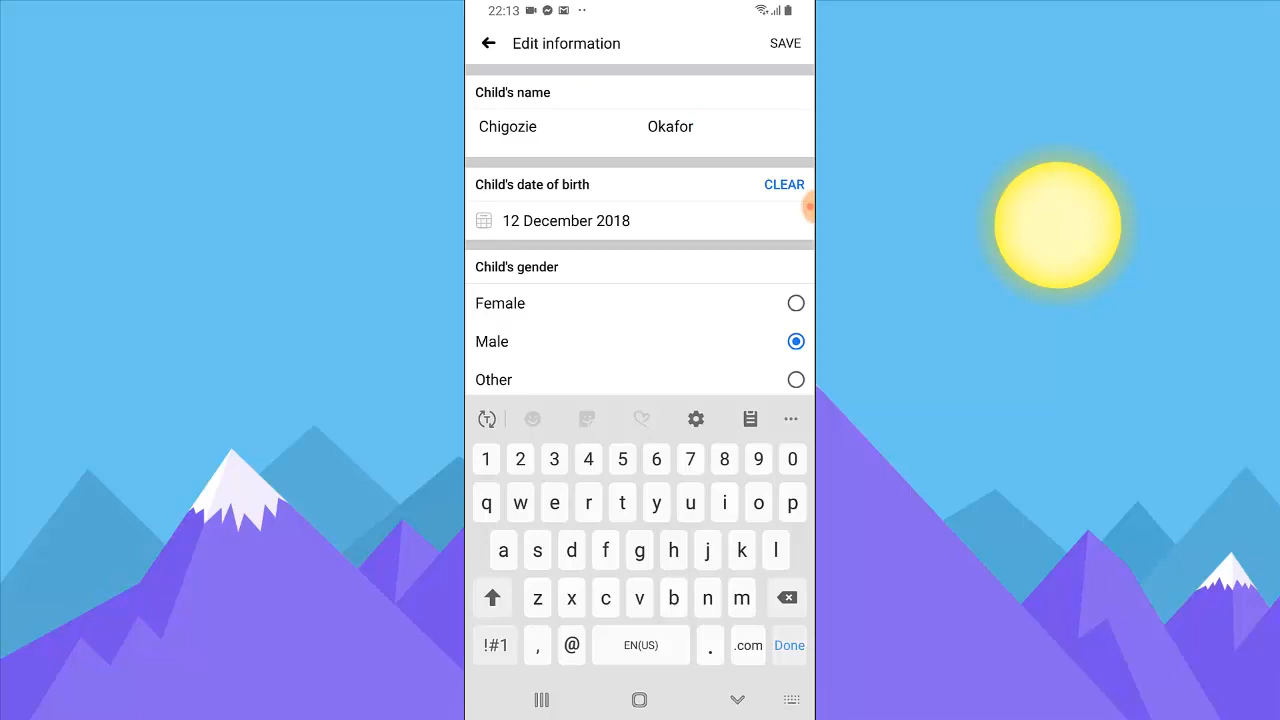 22:13
Edit information SAVE
Child's name
Chigozie Okafor
Child's date of birth CLEAR
12 December 2018
Child's gender
Female
Male
Other
T
1 2 3 4 5 6 7 8 9 0
q w e r t y u i o p
a s d f g h j k l
z x c v b n m
!#1 , @ EN(US) . .com Done